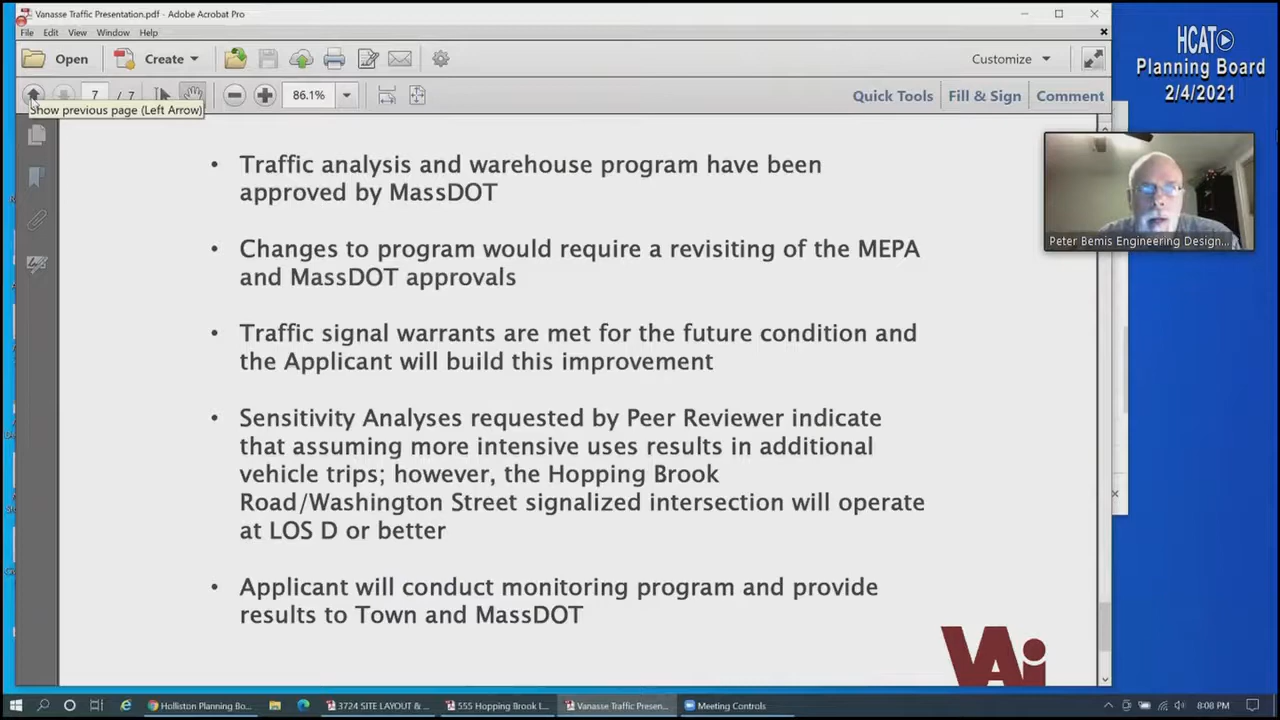 Vanasse Traffic Presentation.pdf - Adobe Acrobat Pro
File Edit View Window Help
Open Create Customize
7 / 7 86.1% Quick Tools Fill & Sign Comment
Show previous page (Left Arrow)
HCAT
Planning Board
2/4/2021
Peter Bemis Engineering Design...
• Traffic analysis and warehouse program have been
approved by MassDOT
• Changes to program would require a revisiting of the MEPA
and MassDOT approvals
• Traffic signal warrants are met for the future condition and
the Applicant will build this improvement
• Sensitivity Analyses requested by Peer Reviewer indicate
that assuming more intensive uses results in additional
vehicle trips; however, the Hopping Brook
Road/Washington Street signalized intersection will operate
at LOS D or better
• Applicant will conduct monitoring program and provide
results to Town and MassDOT
VAi
Holliston Planning Bo... 3724 SITE LAYOUT & ... 555 Hopping Brook L... Vanasse Traffic Presen... Meeting Controls 8:08 PM